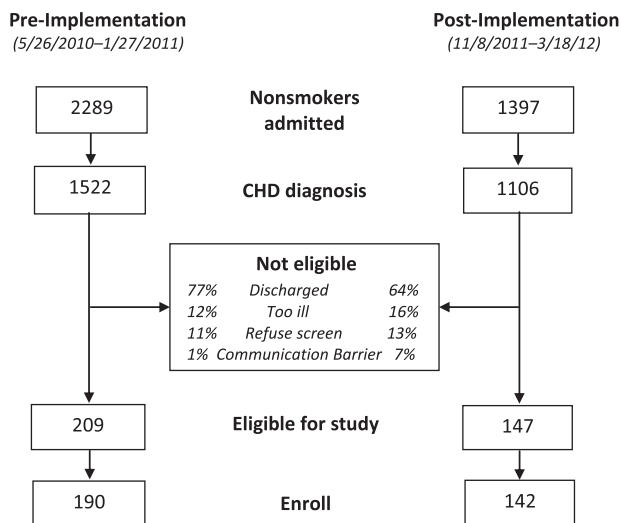 Pre-Implementation
(5/26/2010–1/27/2011)
Post-Implementation
(11/8/2011–3/18/12)
2289
Nonsmokers
admitted
1397
1522
CHD diagnosis
1106
Not eligible
77% Discharged 64%
12% Too ill 16%
11% Refuse screen 13%
1% Communication Barrier 7%
209
Eligible for study
147
190
Enroll
142